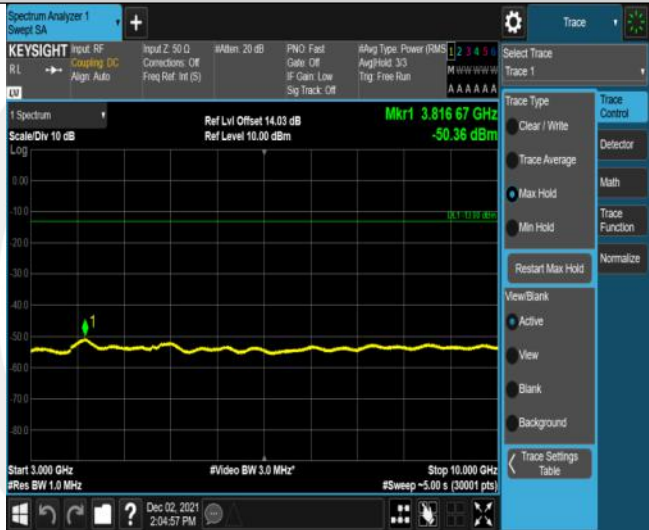 Spectrum Analyzer 1
Swept SA
Trace
KEYSIGHT
RL
Input: RF
Coupling: DC
Align: Auto
Input Z: 50 Ω
Corrections: Off
Freq Ref: Int (S)
#Atten: 20 dB
PNO: Fast
Gate: Off
IF Gain: Low
Sig Track: Off
#Avg Type: Power (RMS
Avg|Hold: 3/3
Trig: Free Run
1 2 3 4 5 6
M W W W W W
A A A A A A
Select Trace
Trace 1
1 Spectrum
Scale/Div 10 dB
Log
Ref Lvl Offset 14.03 dB
Ref Level 10.00 dBm
Mkr1 3.816 67 GHz
-50.36 dBm
0.00
-10.0
-20.0
-30.0
-40.0
-50.0
-60.0
-70.0
-80.0
DL1 -13.00 dBm
1
Start 3.000 GHz
#Res BW 1.0 MHz
#Video BW 3.0 MHz*
Stop 10.000 GHz
#Sweep ~5.00 s (30001 pts)
Trace Type
Clear / Write
Trace Average
Max Hold
Min Hold
Restart Max Hold
View/Blank
Active
View
Blank
Background
Trace Settings
Table
Trace
Control
Detector
Math
Trace
Function
Normalize
?
Dec 02, 2021
2:04:57 PM